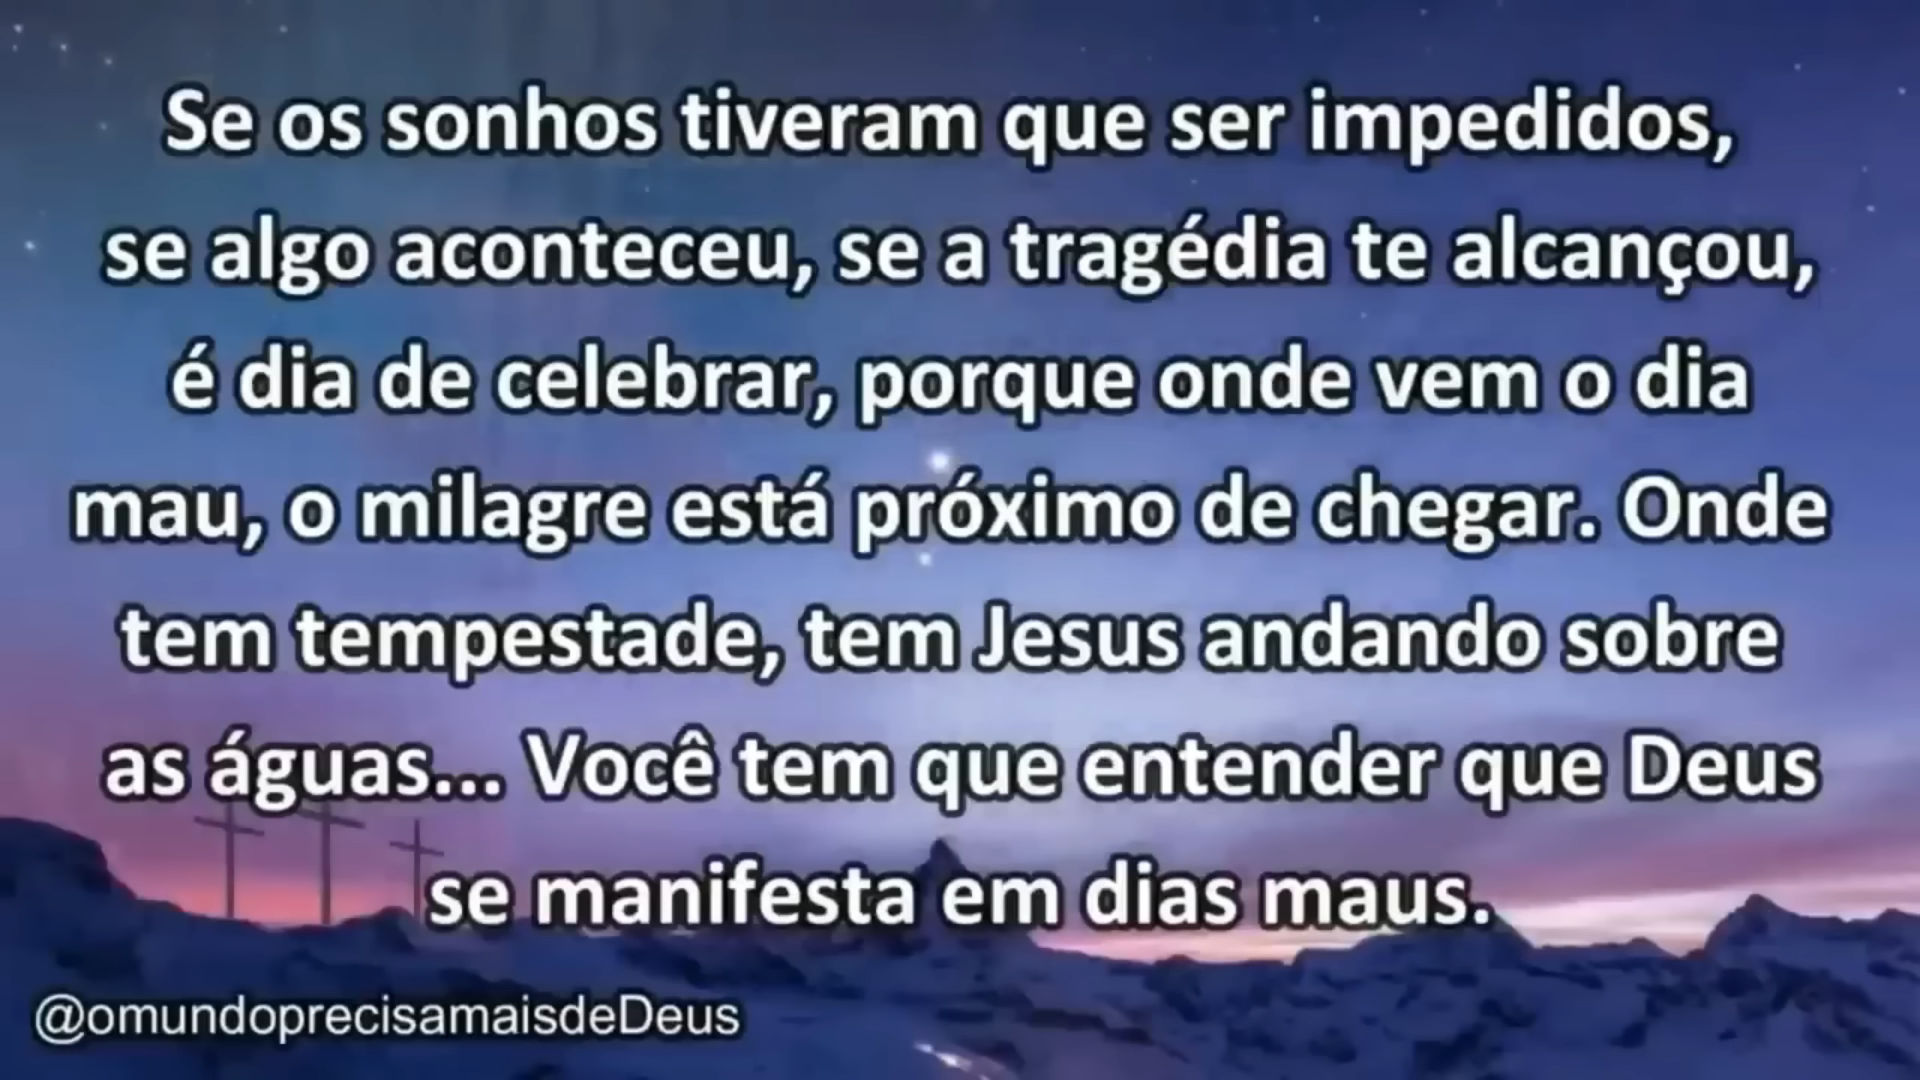 Se os sonhos tiveram que ser impedidos,
se algo aconteceu, se a tragédia te alcançou,
é dia de celebrar, porque onde vem o dia
mau, o milagre está próximo de chegar. Onde
tem tempestade, tem Jesus andando sobre
as águas... Você tem que entender que Deus
se manifesta em dias maus.
@omundoprecisamaisdeDeus